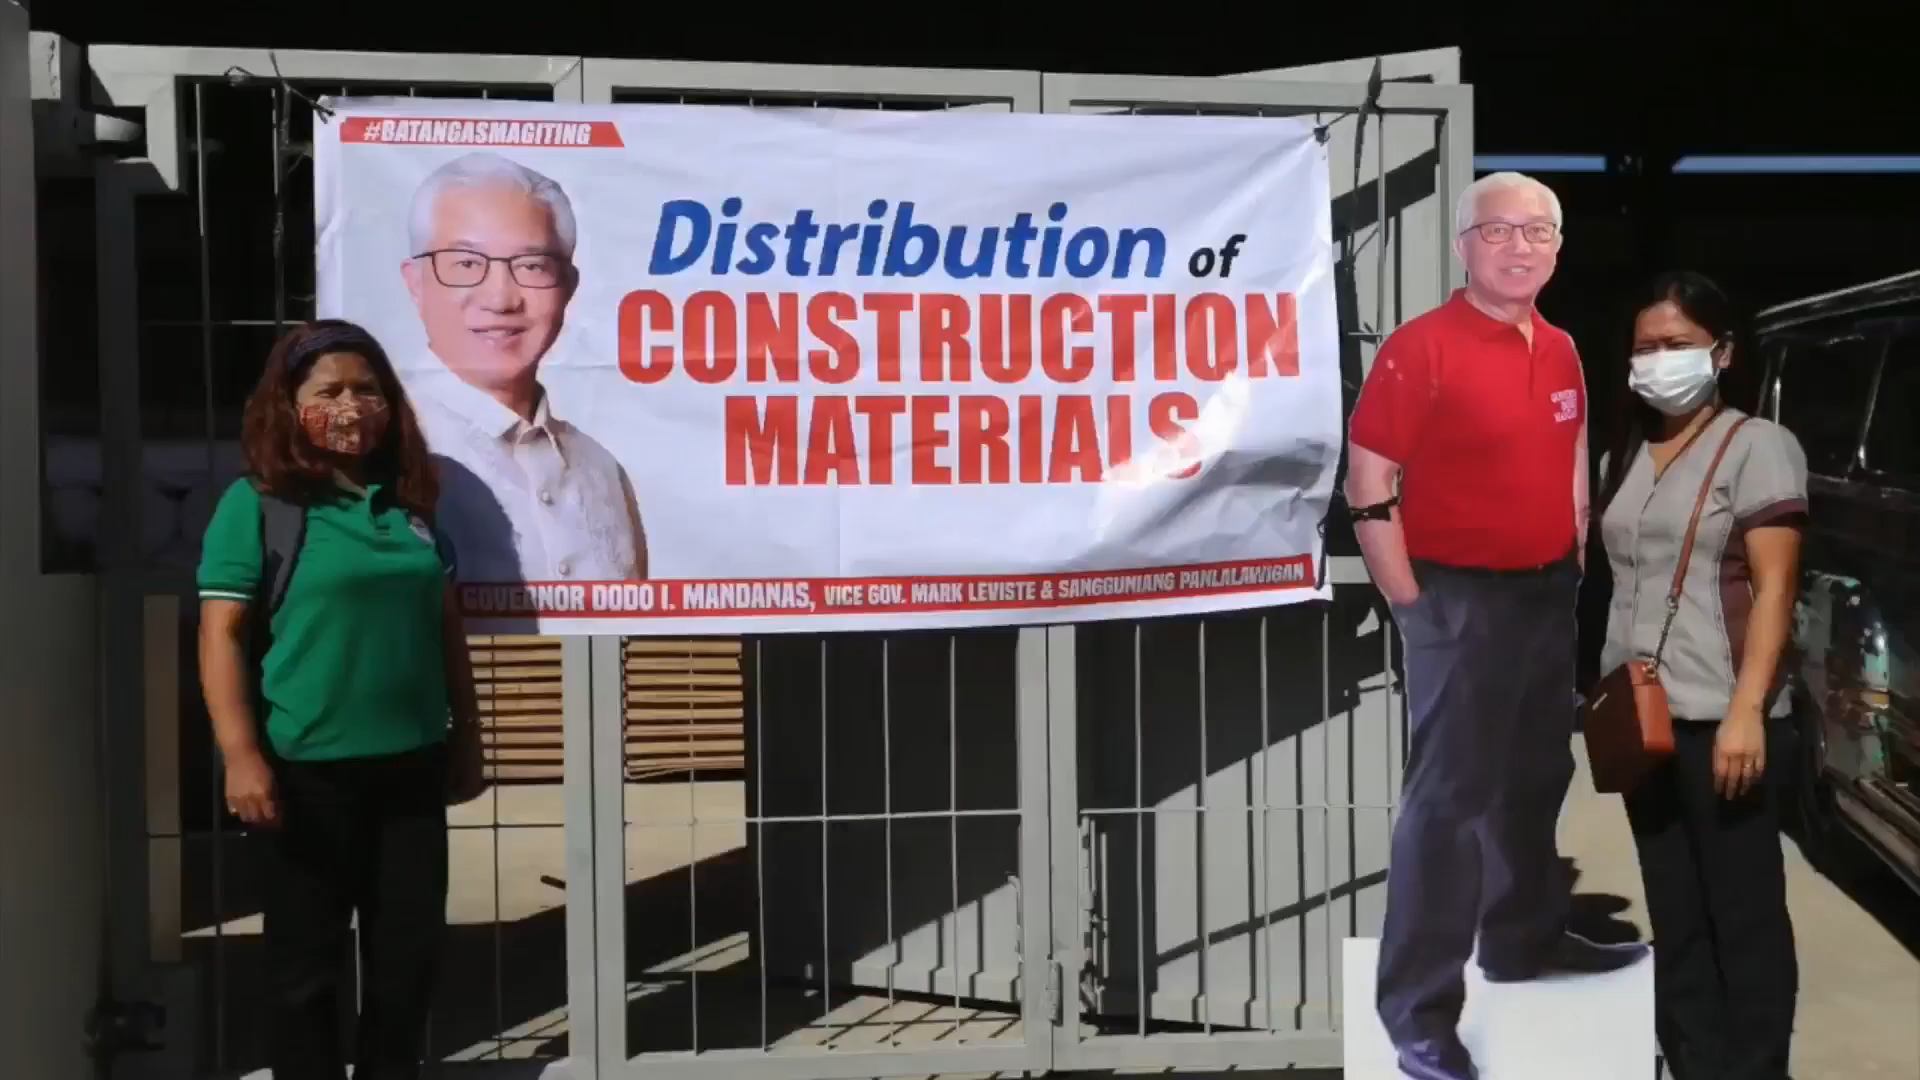 #BATANGASMAGITING
Distribution of
CONSTRUCTION
MATERIALS
GOVERNOR DODO I. MANDANAS, VICE GOV. MARK LEVISTE & SANGGUNIANG PANLALAWIGAN